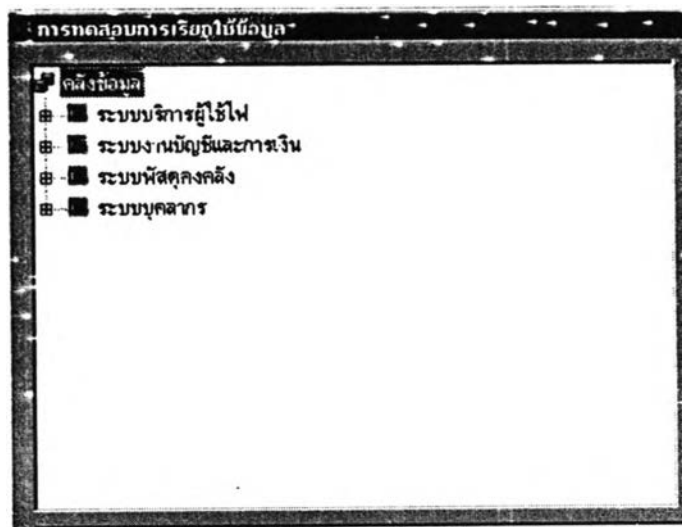 การทดสอบการเรียกใช้ข้อมูล
คลังข้อมูล
ระบบบริการผู้ใช้ไฟ
ระบบงานบัญชีและการเงิน
ระบบพัสดุคงคลัง
ระบบบุคลากร